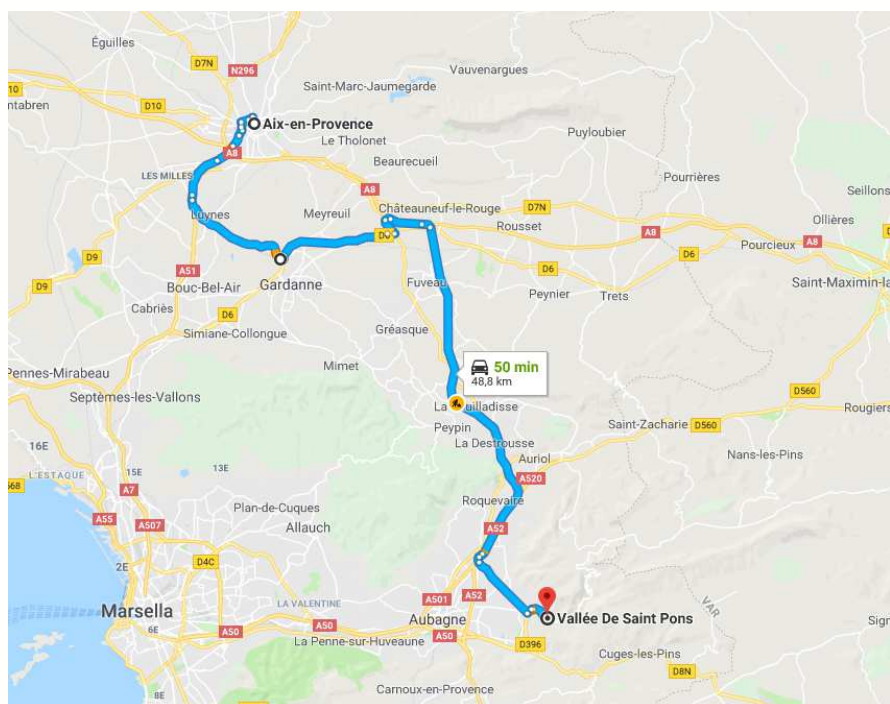 Éguilles
D7N
N296
Vauvenargues
Saint-Marc-Jaumegarde
D10
D10
Aix-en-Provence
Le Tholonet
Puyloubier
A8
Beaurecueil
LES MILLES
A8
Pourrières
Seillons
Luynes
Meyreuil
Châteauneuf-le-Rouge
D7N
Ollières
Rousset
A8
A8
Pourcieux
D9
A51
Gardanne
D6
D6
D9
Bouc-Bel-Air
Fuveau
Peynier
Trets
Saint-Maximin-la
Cabriès
D6
Simiane-Collongue
Gréasque
Mimet
50 min
48,8 km
Pennes-Mirabeau
Septèmes-les-Vallons
D560
La Bouilladisse
Rougiers
Peypin
Saint-Zacharie
D560
16E
La Destrousse
Nans-les-Pins
L'ESTAQUE
15E
13E
Auriol
A520
A7
Roquevaire
Plan-de-Cuques
A55
A507
Allauch
A52
2E
D4C
Marsella
LA VALENTINE
A501
A52
Aubagne
Vallée De Saint Pons
VAR
6E
A50
A50
A50
D396
La Penne-sur-Huveaune
Cuges-les-Pins
D8N
8E
Carnoux-en-Provence